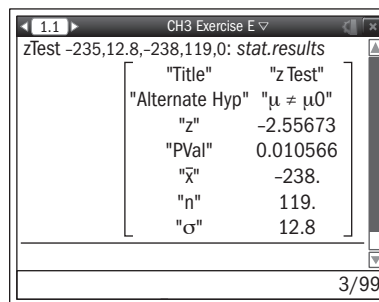 1.1 CH3 Exercise E
zTest -235,12.8,-238,119,0: stat.results
"Title" "z Test"
"Alternate Hyp" "μ ≠ μ0"
"z" -2.55673
"PVal" 0.010566
"x̄" -238.
"n" 119.
"σ" 12.8
3/99